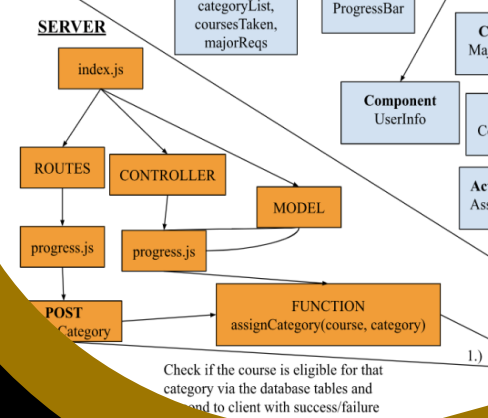 categoryList,
coursesTaken,
majorReqs
ProgressBar
SERVER
index.js
Component
UserInfo
ROUTES
CONTROLLER
MODEL
progress.js
progress.js
POST
Category
FUNCTION
assignCategory(course, category)
1.)
Check if the course is eligible for that
category via the database tables and
to client with success/failure